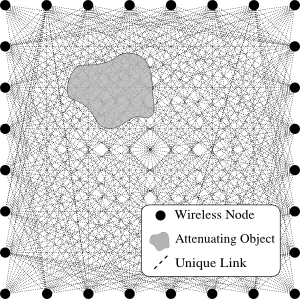 Wireless Node
Attenuating Object
Unique Link